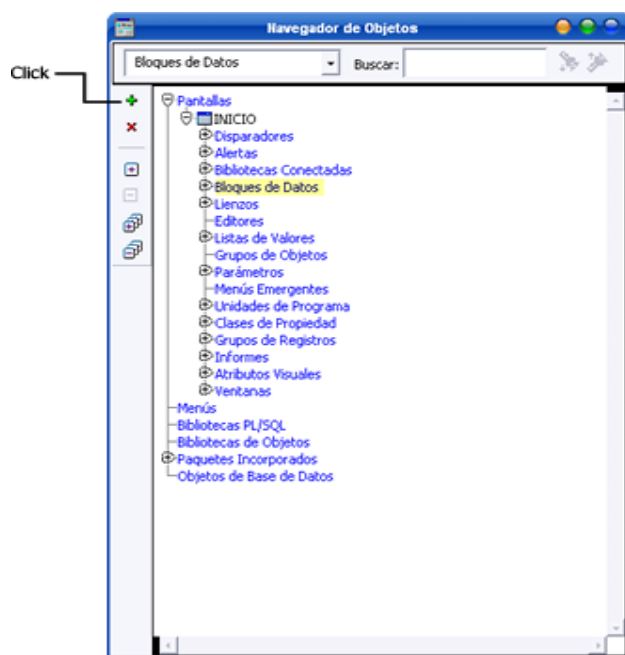 Navegador de Objetos
Bloques de Datos Buscar:
Click
Pantallas
INICIO
Disparadores
Alertas
Bibliotecas Conectadas
Bloques de Datos
Lienzos
Editores
Listas de Valores
Grupos de Objetos
Parámetros
Menús Emergentes
Unidades de Programa
Clases de Propiedad
Grupos de Registros
Informes
Atributos Visuales
Ventanas
Menús
Bibliotecas PL/SQL
Bibliotecas de Objetos
Paquetes Incorporados
Objetos de Base de Datos